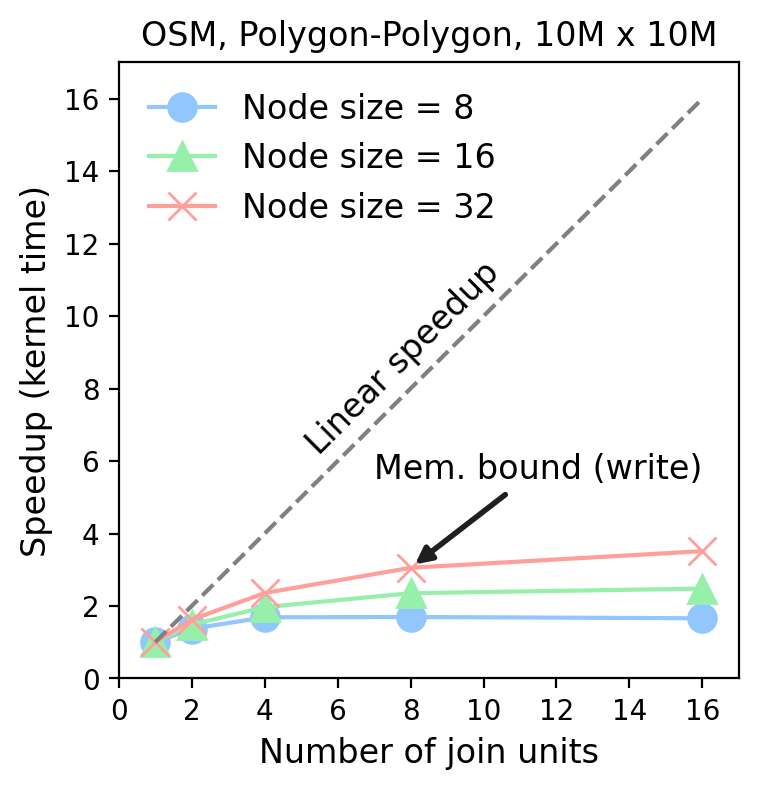 OSM, Polygon-Polygon, 10M x 10M
Node size = 8
Node size = 16
Node size = 32
Linear speedup
Mem. bound (write)
Speedup (kernel time)
16
14
12
10
8
6
4
2
0
0 2 4 6 8 10 12 14 16
Number of join units